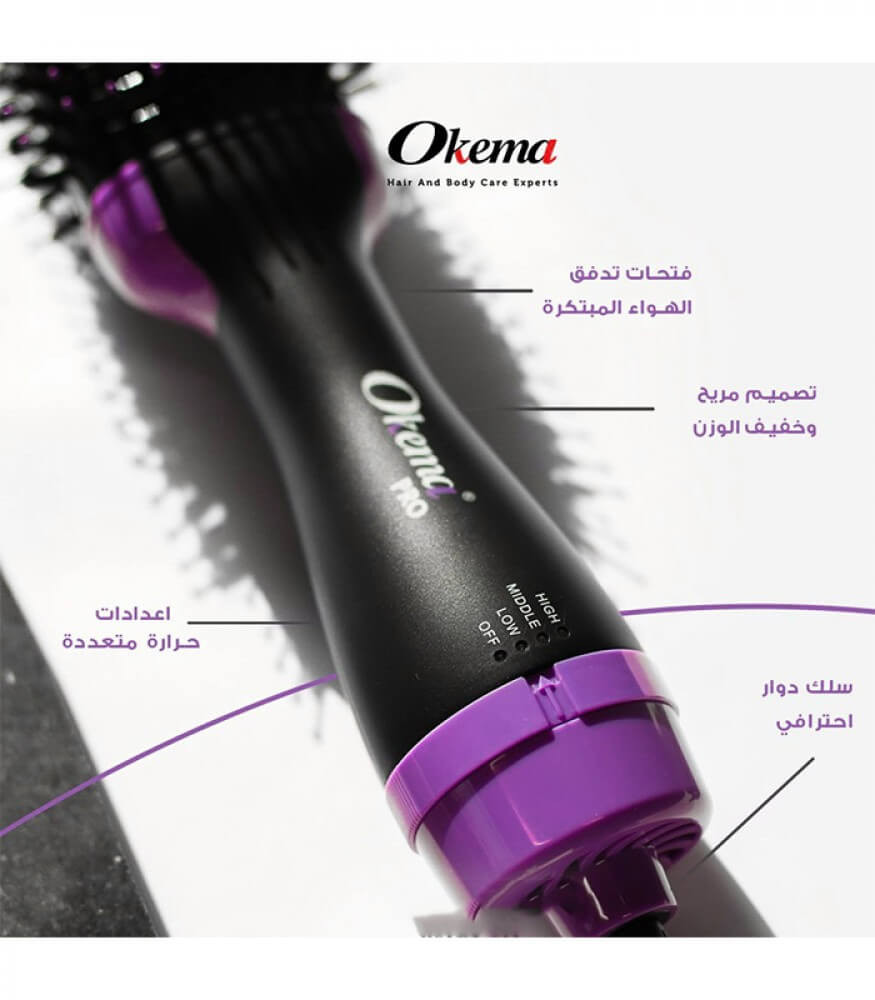 Okema
Hair And Body Care Experts
فتحات تدفق
الهواء المبتكرة
تصميم مريح
وخفيف الوزن
Okema®
PRO
اعدادات
حرارة متعددة
HIGH
MIDDLE
LOW
OFF
سلك دوار
احترافي